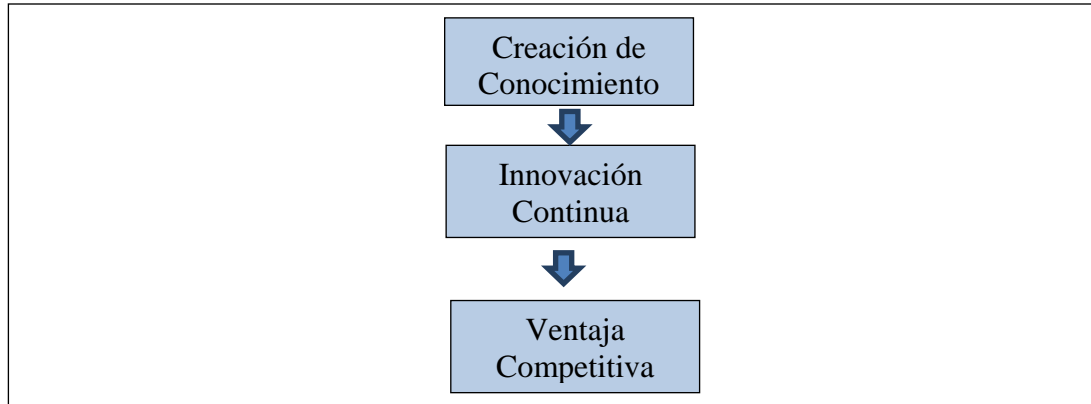 Creación de
Conocimiento
Innovación
Continua
Ventaja
Competitiva